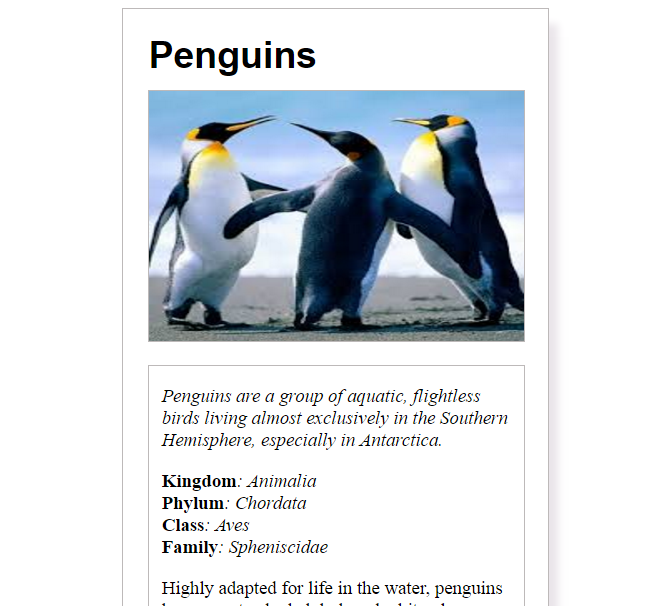 Penguins
Penguins are a group of aquatic, flightless
birds living almost exclusively in the Southern
Hemisphere, especially in Antarctica.
Kingdom: Animalia
Phylum: Chordata
Class: Aves
Family: Spheniscidae
Highly adapted for life in the water, penguins